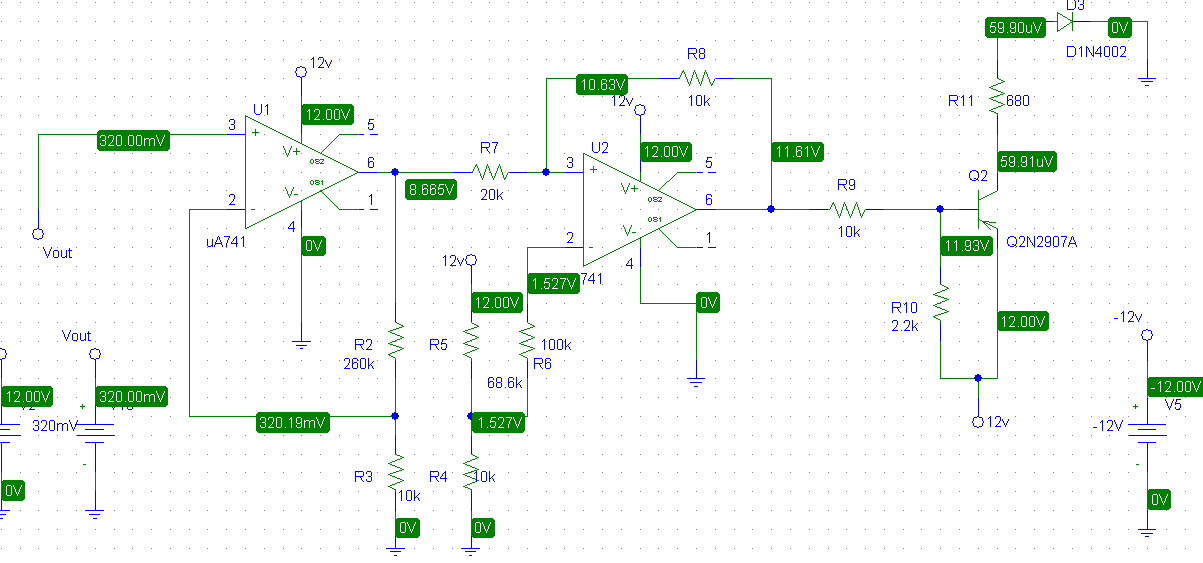 D3
59.90uV
0V
D1N4002
R8
10.63V
10k
12v
12v
R11
680
12.00V
U1
3
+
5
320.00mV
V+
OS2
6
OS1
V-
2
-
1
4
uA741
0V
Vout
8.665V
R7
20k
12.00V
U2
3
+
5
V+
OS2
6
OS1
V-
2
-
1
4
741
0V
11.61V
R9
10k
59.91uV
Q2
Q2N2907A
11.93V
R10
2.2k
12.00V
12v
12v
12.00V
1.527V
R2
260k
R5
68.6k
100k
R6
320.19mV
1.527V
R3
10k
R4
10k
0V
0V
Vout
12.00V
320.00mV
320mV
+
-
0V
-12v
-12.00V
V5
-12V
+
-
0V